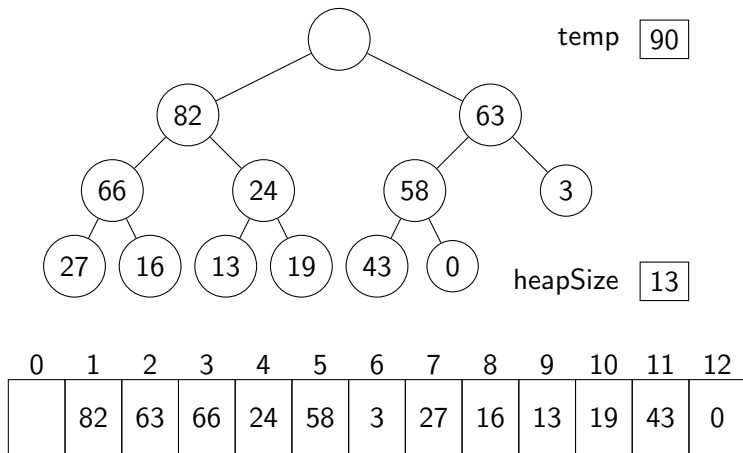 temp 90
82 63
66 24 58 3
27 16 13 19 43 0
heapSize 13
0 1 2 3 4 5 6 7 8 9 10 11 12
82 63 66 24 58 3 27 16 13 19 43 0